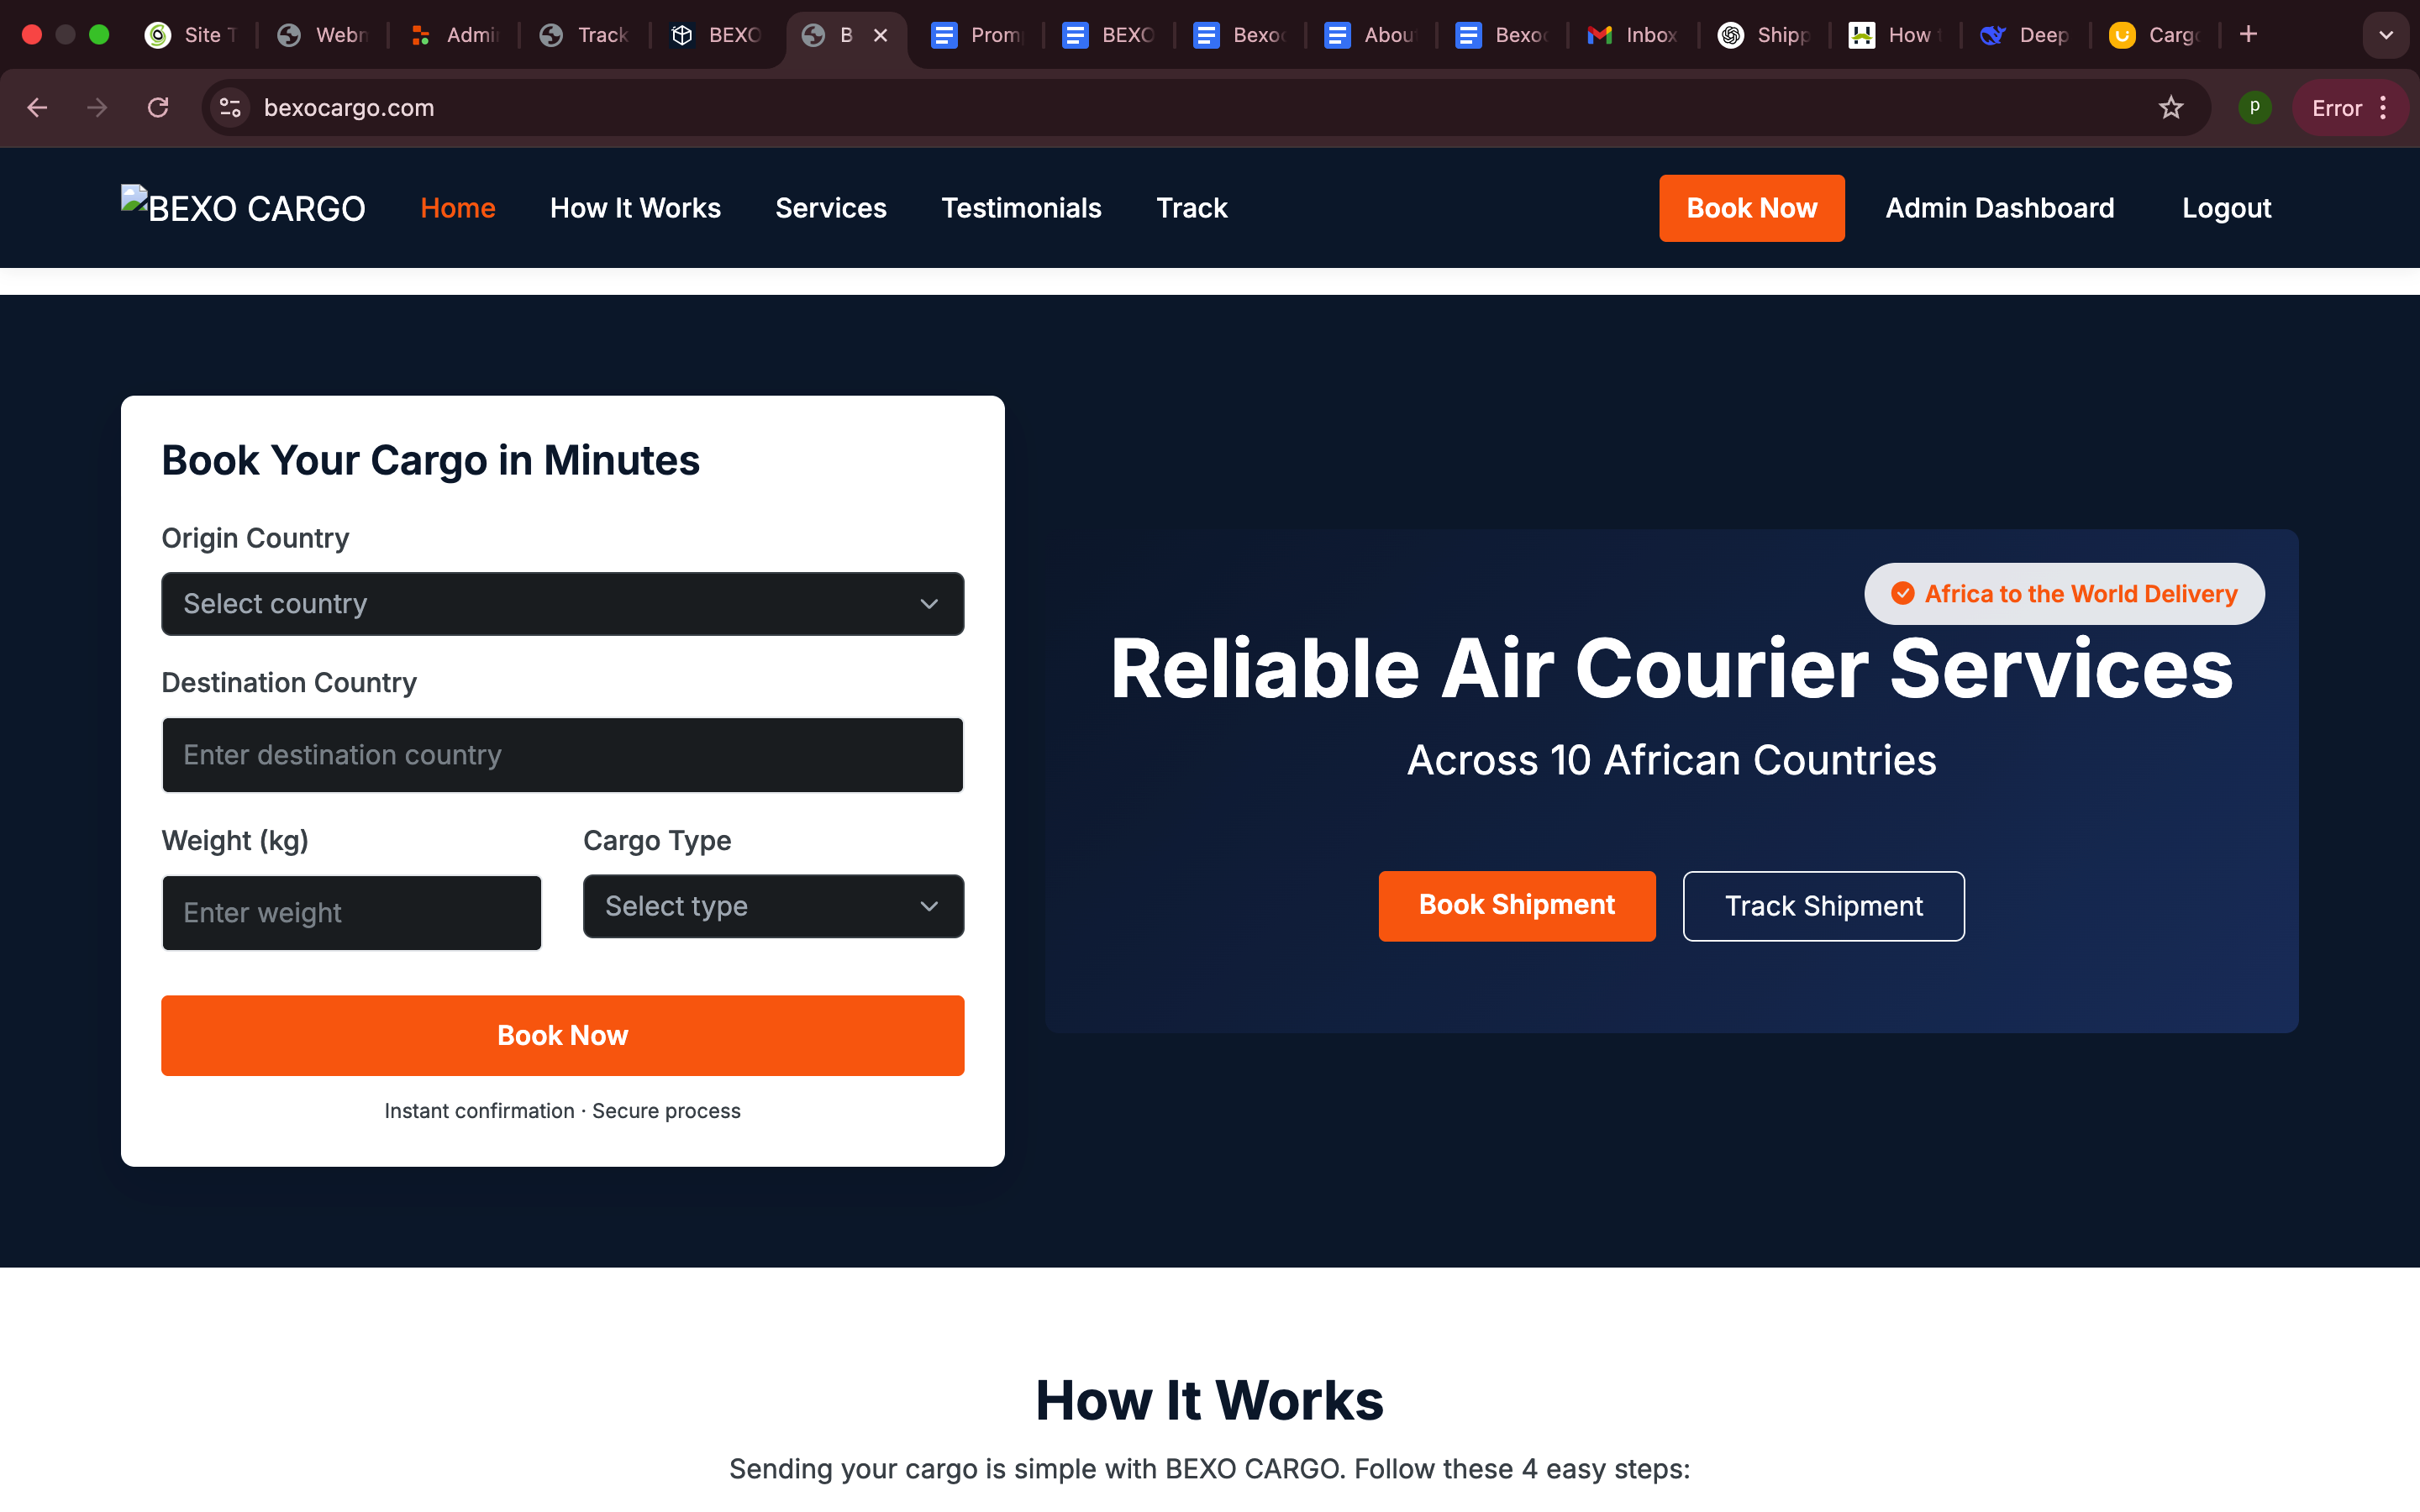 Site T
Webm
Admi
Track
BEXO
B
Prom
BEXO
Bexo
Abou
Bexo
Inbox
Shipp
How t
Deep
Carg
bexocargo.com
p
Error
BEXO CARGO
Home
How It Works
Services
Testimonials
Track
Book Now
Admin Dashboard
Logout
Book Your Cargo in Minutes
Origin Country
Select country
Destination Country
Enter destination country
Weight (kg)
Cargo Type
Enter weight
Select type
Book Now
Instant confirmation · Secure process
Africa to the World Delivery
Reliable Air Courier Services
Across 10 African Countries
Book Shipment
Track Shipment
How It Works
Sending your cargo is simple with BEXO CARGO. Follow these 4 easy steps: